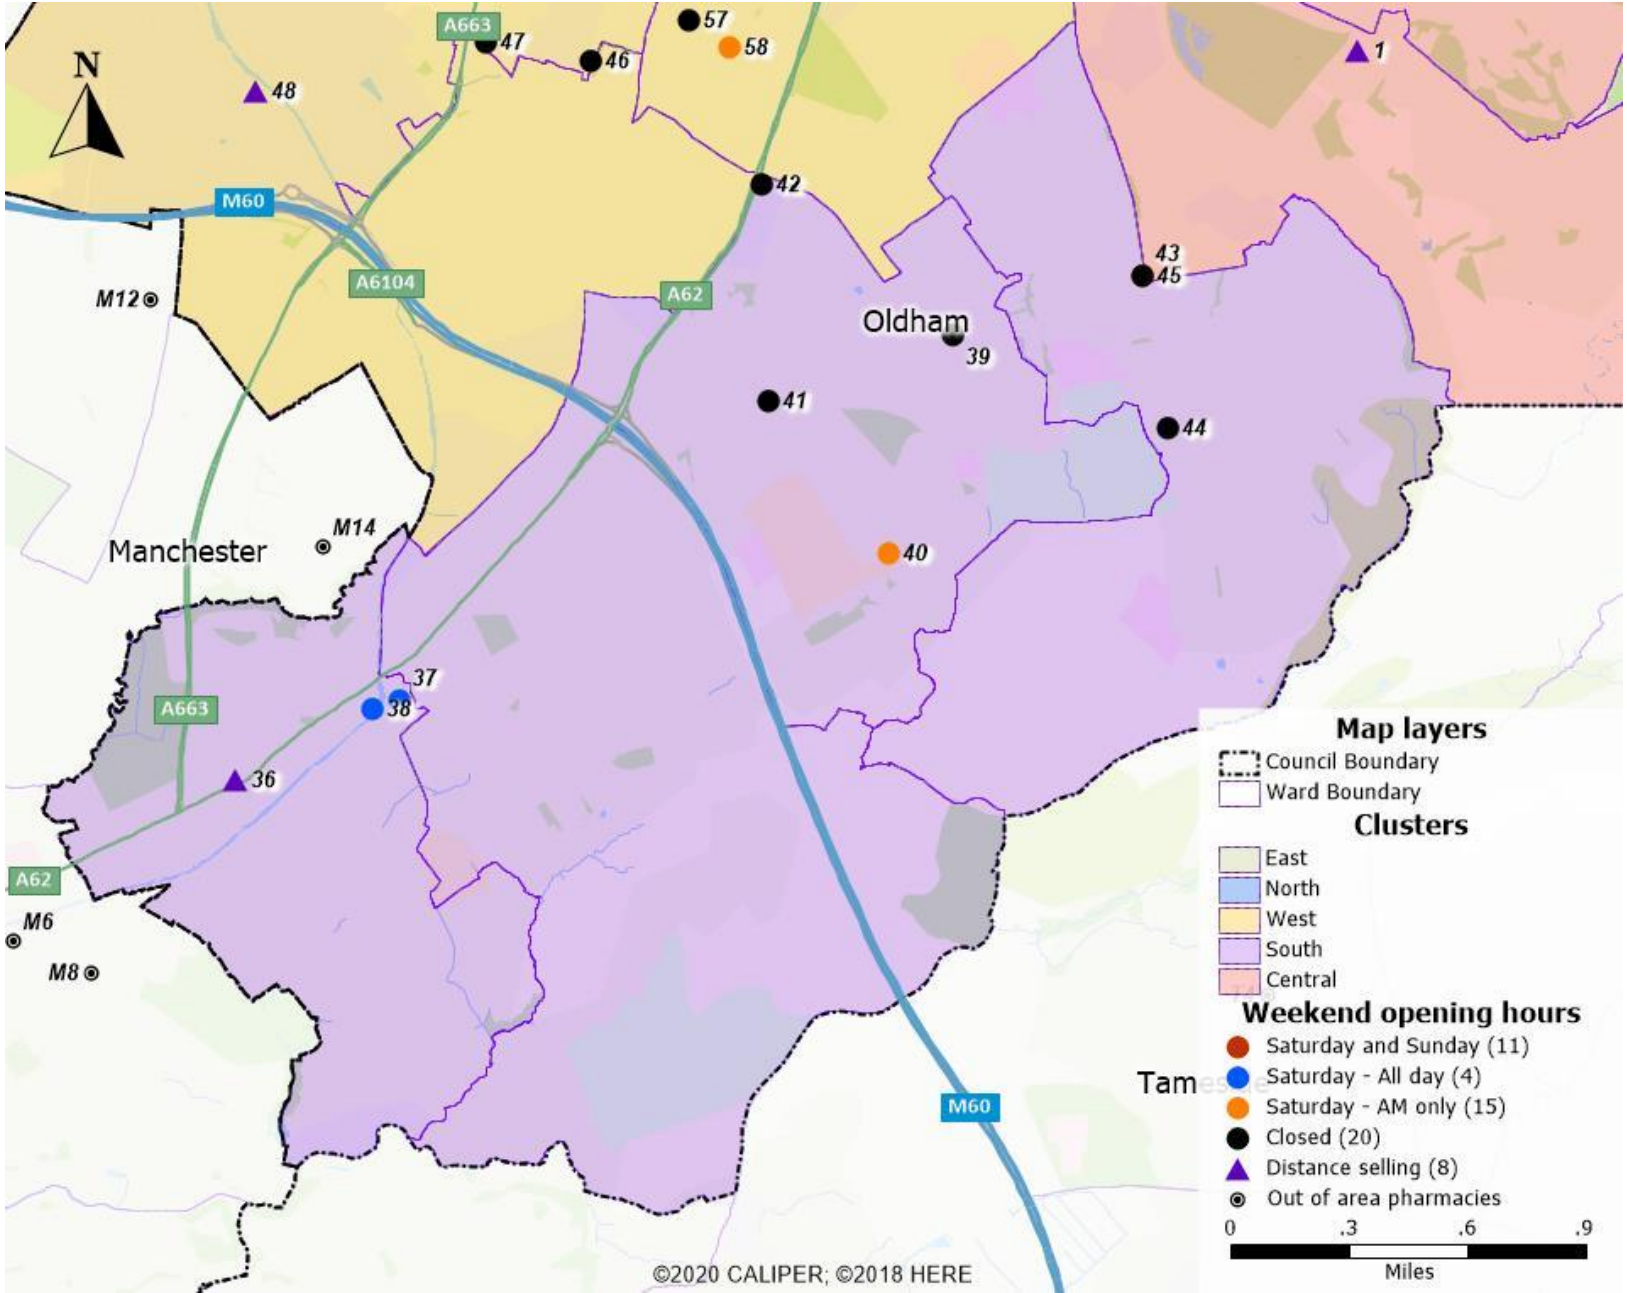 A663
47
57
58
46
1
N
48
M60
42
43
45
A6104
A62
M12
Oldham
39
41
44
M14
Manchester
40
37
38
A663
36
A62
M6
M8
Map layers
Council Boundary
Ward Boundary
Clusters
East
North
West
South
Central
Weekend opening hours
Saturday and Sunday (11)
Saturday - All day (4)
Saturday - AM only (15)
Closed (20)
Distance selling (8)
Out of area pharmacies
0 .3 .6 .9
Miles
Tameside
M60
©2020 CALIPER; ©2018 HERE